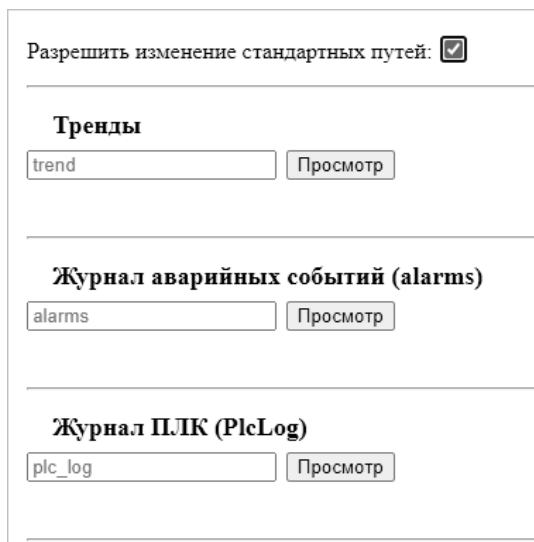 Разрешить изменение стандартных путей:
Тренды
trend Просмотр
Журнал аварийных событий (alarms)
alarms Просмотр
Журнал ПЛК (PlcLog)
plc_log Просмотр